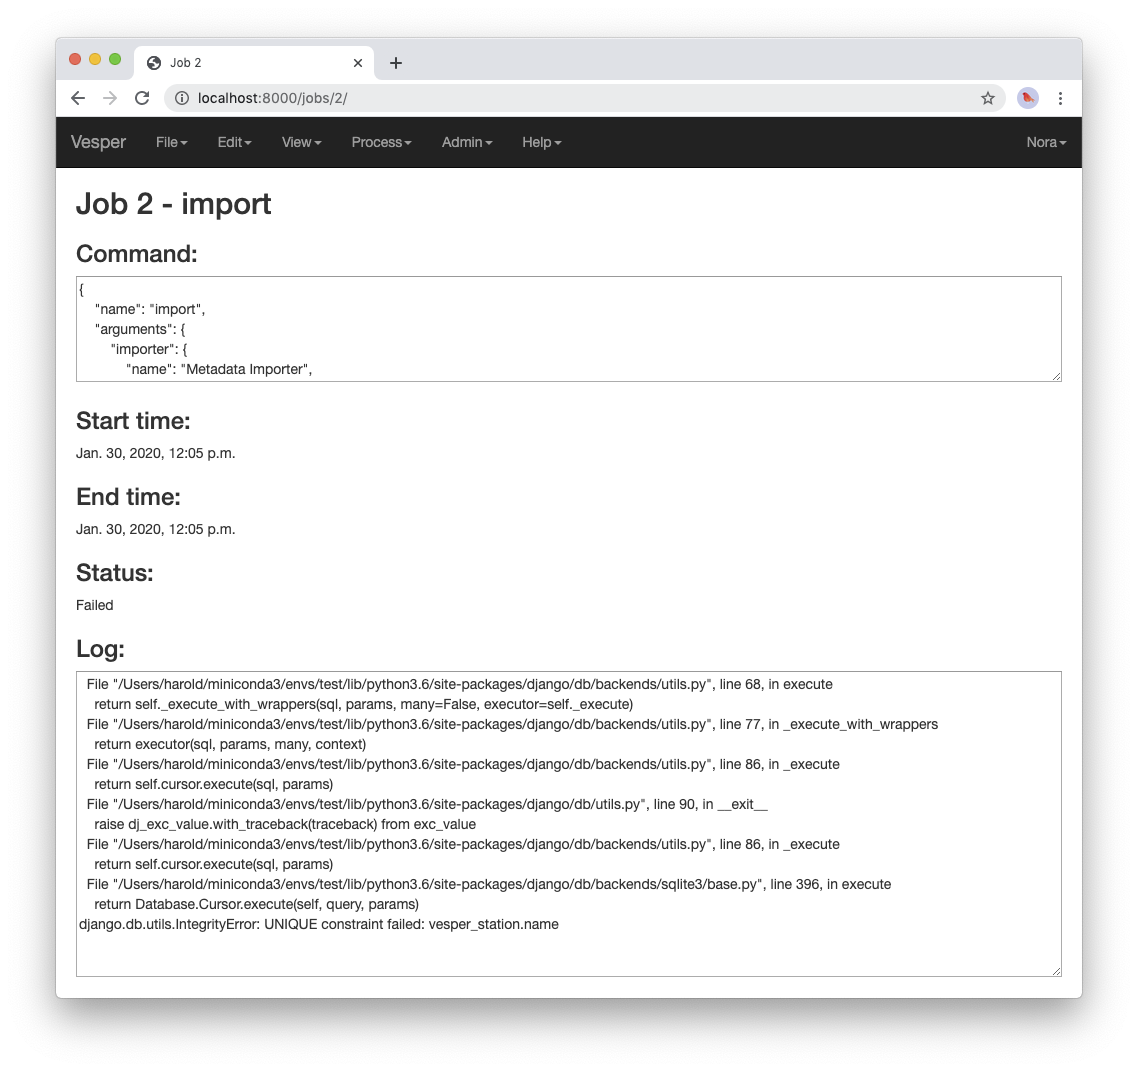 Job 2
localhost:8000/jobs/2/
Vesper File Edit View Process Admin Help Nora
Job 2 - import
Command:
{
"name": "import",
"arguments": {
"importer": {
"name": "Metadata Importer",
Start time:
Jan. 30, 2020, 12:05 p.m.
End time:
Jan. 30, 2020, 12:05 p.m.
Status:
Failed
Log:
File "/Users/harold/miniconda3/envs/test/lib/python3.6/site-packages/django/db/backends/utils.py", line 68, in execute
return self._execute_with_wrappers(sql, params, many=False, executor=self._execute)
File "/Users/harold/miniconda3/envs/test/lib/python3.6/site-packages/django/db/backends/utils.py", line 77, in _execute_with_wrappers
return executor(sql, params, many, context)
File "/Users/harold/miniconda3/envs/test/lib/python3.6/site-packages/django/db/backends/utils.py", line 86, in _execute
return self.cursor.execute(sql, params)
File "/Users/harold/miniconda3/envs/test/lib/python3.6/site-packages/django/db/utils.py", line 90, in __exit__
raise dj_exc_value.with_traceback(traceback) from exc_value
File "/Users/harold/miniconda3/envs/test/lib/python3.6/site-packages/django/db/backends/utils.py", line 86, in _execute
return self.cursor.execute(sql, params)
File "/Users/harold/miniconda3/envs/test/lib/python3.6/site-packages/django/db/backends/sqlite3/base.py", line 396, in execute
return Database.Cursor.execute(self, query, params)
django.db.utils.IntegrityError: UNIQUE constraint failed: vesper_station.name